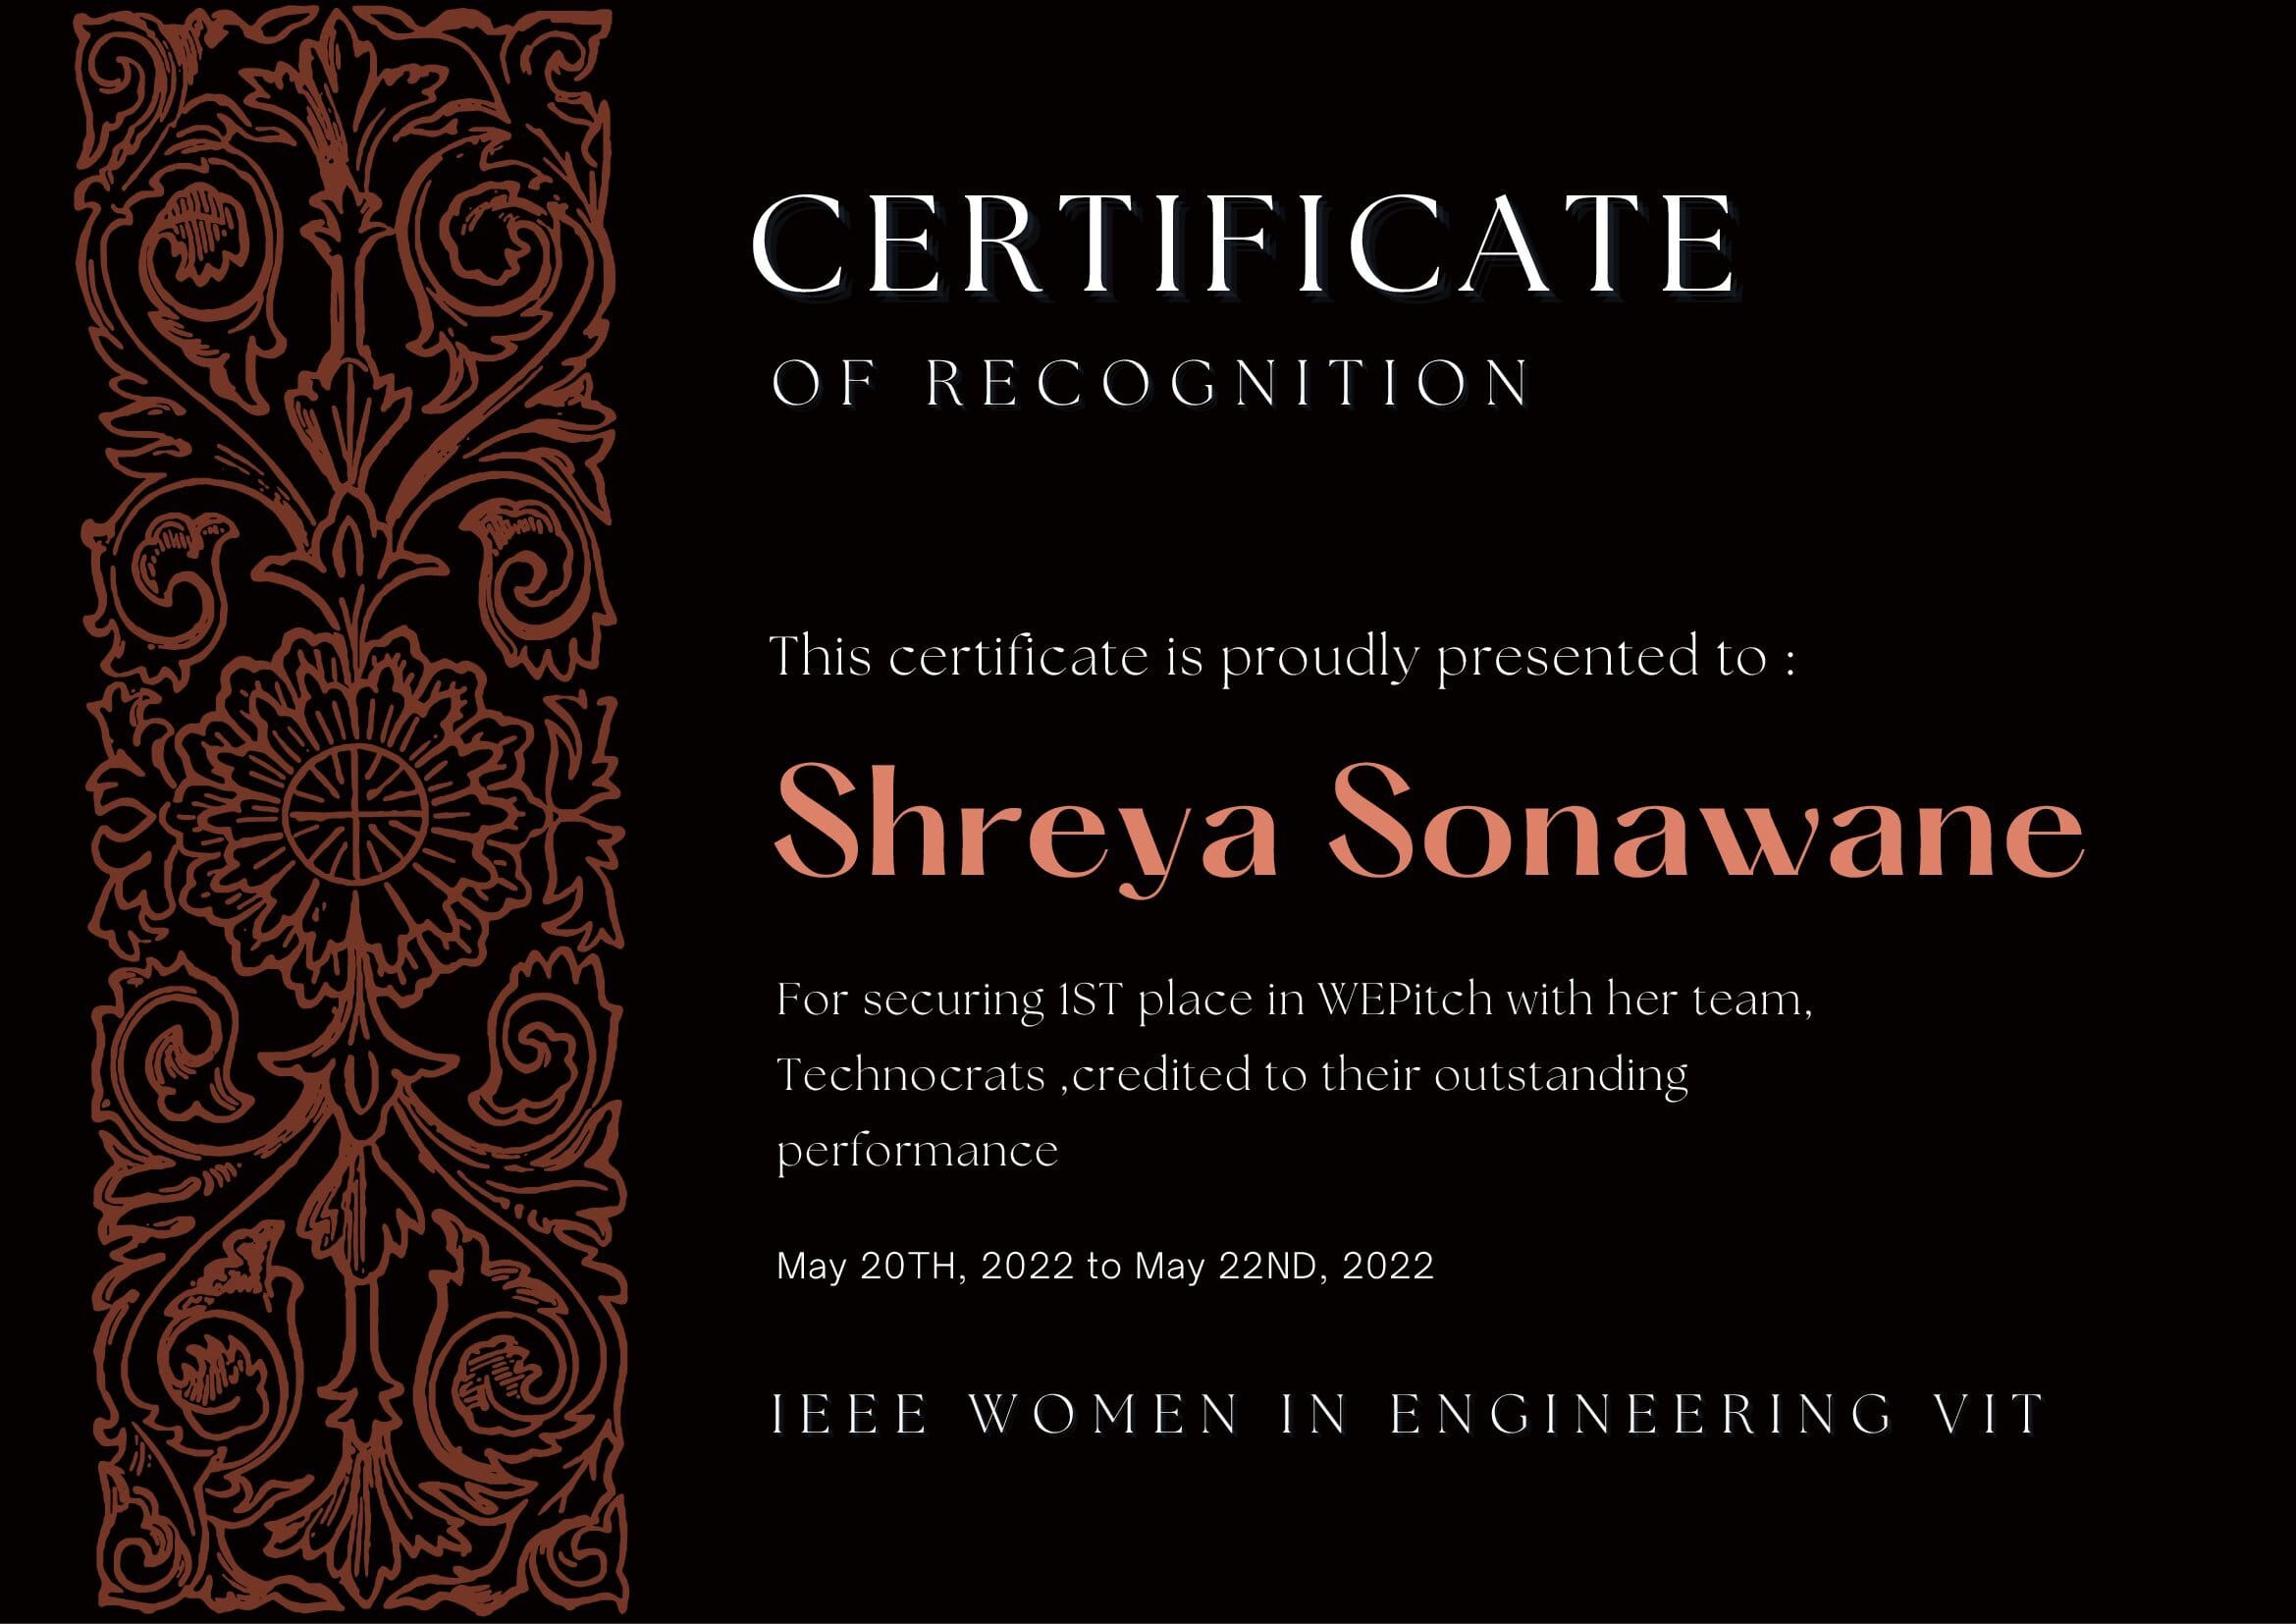 CERTIFICATE
OF RECOGNITION
This certificate is proudly presented to :
Shreya Sonawane
For securing 1ST place in WEPitch with her team,
Technocrats ,credited to their outstanding
performance
May 20TH, 2022 to May 22ND, 2022
IEEE WOMEN IN ENGINEERING VIT